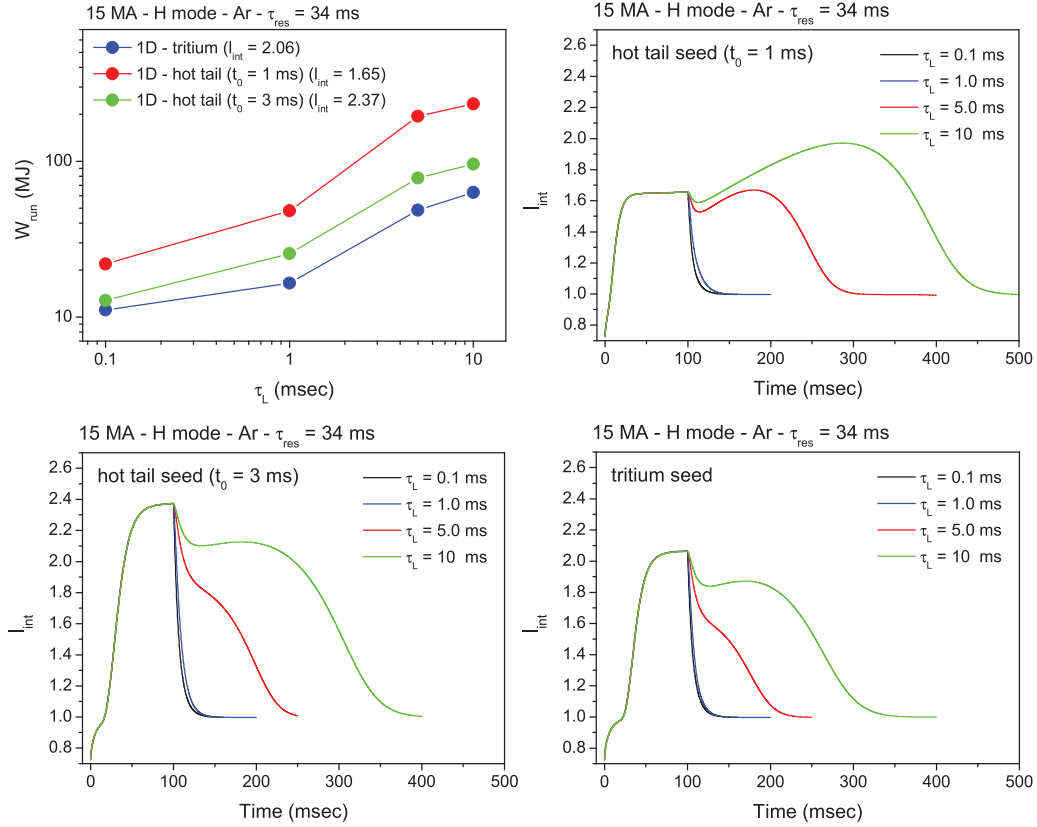 15 MA - H mode - Ar - τres = 34 ms
1D - tritium (Iint = 2.06)
1D - hot tail (t0 = 1 ms) (Iint = 1.65)
1D - hot tail (t0 = 3 ms) (Iint = 2.37)
100
10
Wrun (MJ)
0.1 1 10
τL (msec)
hot tail seed (t0 = 1 ms)
τL = 0.1 ms
τL = 1.0 ms
τL = 5.0 ms
τL = 10 ms
2.6
2.4
2.2
2.0
1.8
1.6
1.4
1.2
1.0
0.8
Iint
0 100 200 300 400 500
Time (msec)
15 MA - H mode - Ar - τres = 34 ms
hot tail seed (t0 = 3 ms)
τL = 0.1 ms
τL = 1.0 ms
τL = 5.0 ms
τL = 10 ms
2.6
2.4
2.2
2.0
1.8
1.6
1.4
1.2
1.0
0.8
Iint
0 100 200 300 400 500
Time (msec)
15 MA - H mode - Ar - τres = 34 ms
tritium seed
τL = 0.1 ms
τL = 1.0 ms
τL = 5.0 ms
τL = 10 ms
2.6
2.4
2.2
2.0
1.8
1.6
1.4
1.2
1.0
0.8
Iint
0 100 200 300 400 500
Time (msec)
15 MA - H mode - Ar - τres = 34 ms